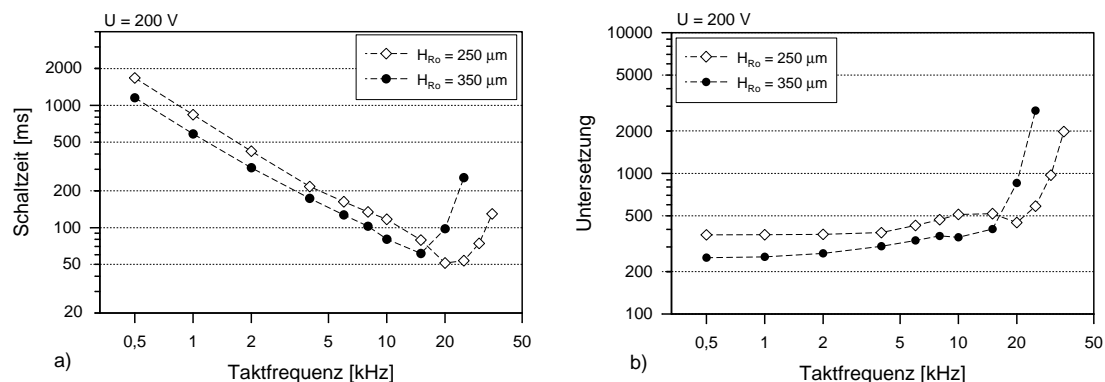 U = 200 V
H_Ro = 250 µm
H_Ro = 350 µm
Schaltzeit [ms]
2000
1000
500
200
100
50
20
0,5
1
2
5
10
20
50
a)
Taktfrequenz [kHz]
U = 200 V
H_Ro = 250 µm
H_Ro = 350 µm
Untersetzung
10000
5000
2000
1000
500
200
100
0,5
1
2
5
10
20
50
b)
Taktfrequenz [kHz]